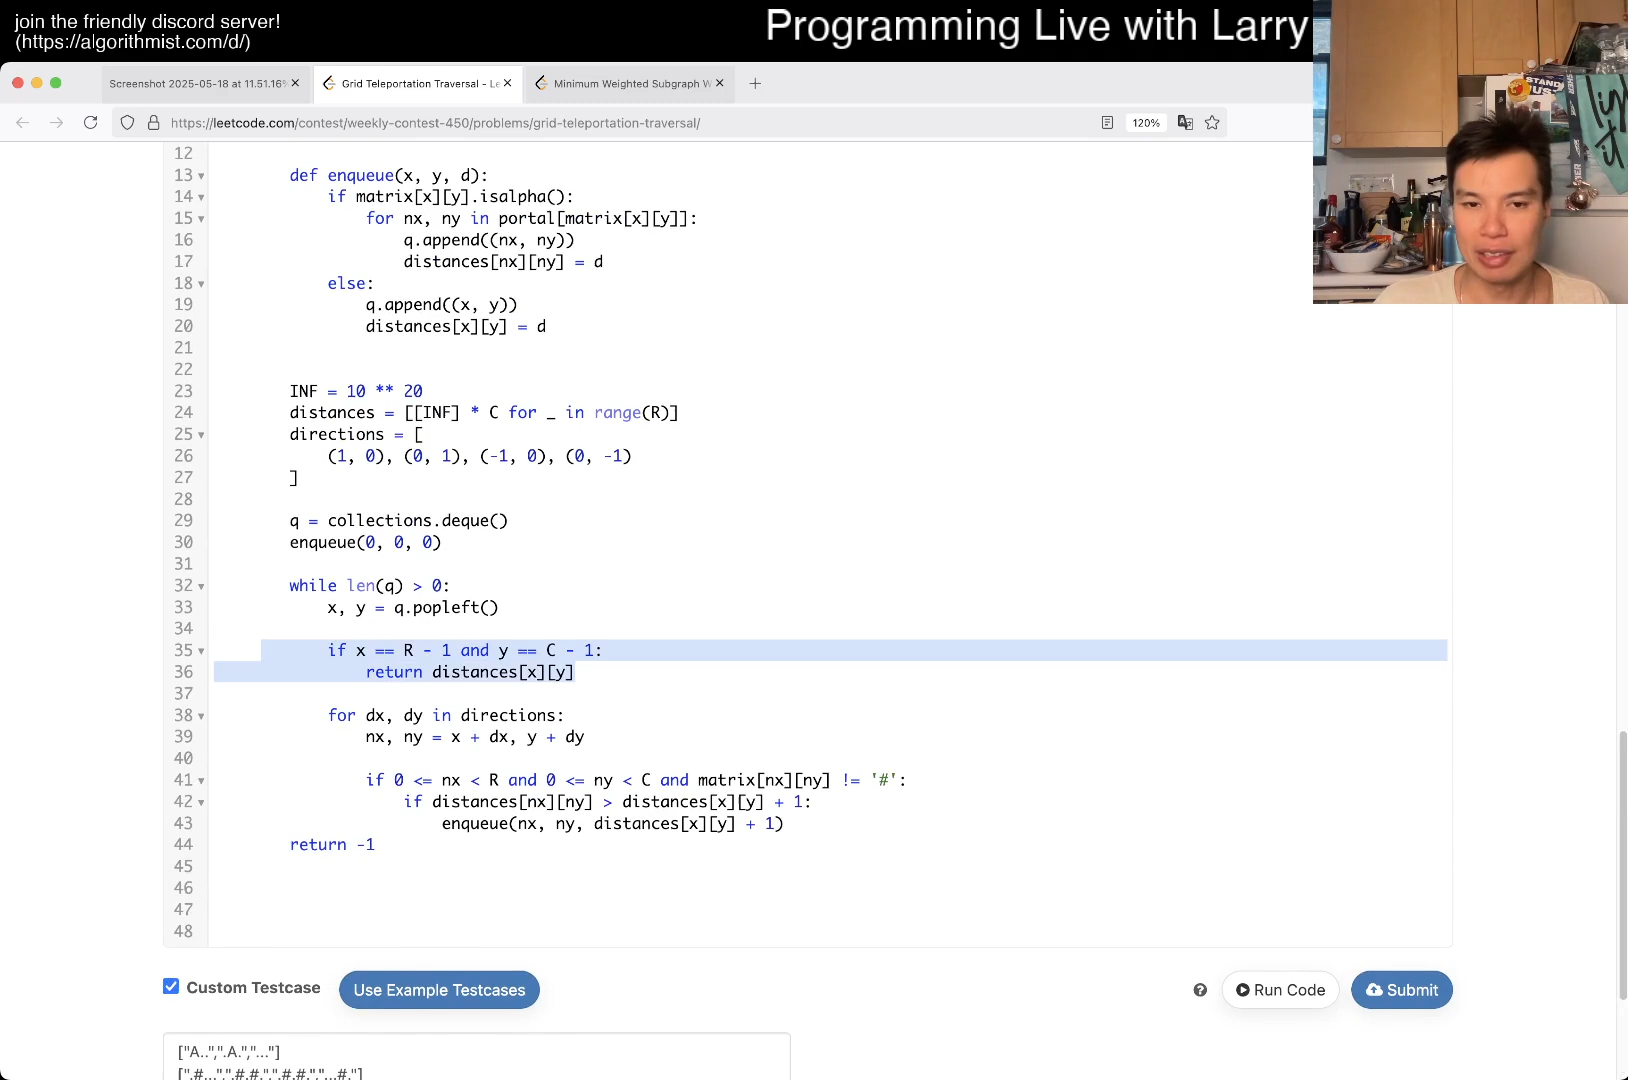 join the friendly discord server!
(https://algorithmist.com/d/)
Programming Live with Larry
Screenshot 2025-05-18 at 11.51.16
Grid Teleportation Traversal - Le
Minimum Weighted Subgraph W
https://leetcode.com/contest/weekly-contest-450/problems/grid-teleportation-traversal/
120%
12
13 def enqueue(x, y, d):
14 if matrix[x][y].isalpha():
15 for nx, ny in portal[matrix[x][y]]:
16 q.append((nx, ny))
17 distances[nx][ny] = d
18 else:
19 q.append((x, y))
20 distances[x][y] = d
21
22
23 INF = 10 ** 20
24 distances = [[INF] * C for _ in range(R)]
25 directions = [
26 (1, 0), (0, 1), (-1, 0), (0, -1)
27 ]
28
29 q = collections.deque()
30 enqueue(0, 0, 0)
31
32 while len(q) > 0:
33 x, y = q.popleft()
34
35 if x == R - 1 and y == C - 1:
36 return distances[x][y]
37
38 for dx, dy in directions:
39 nx, ny = x + dx, y + dy
40
41 if 0 <= nx < R and 0 <= ny < C and matrix[nx][ny] != '#':
42 if distances[nx][ny] > distances[x][y] + 1:
43 enqueue(nx, ny, distances[x][y] + 1)
44 return -1
45
46
47
48
Custom Testcase
Use Example Testcases
Run Code
Submit
["A..",".A.","..."]
[".#...",".#.#.",".#.#.","...#."]